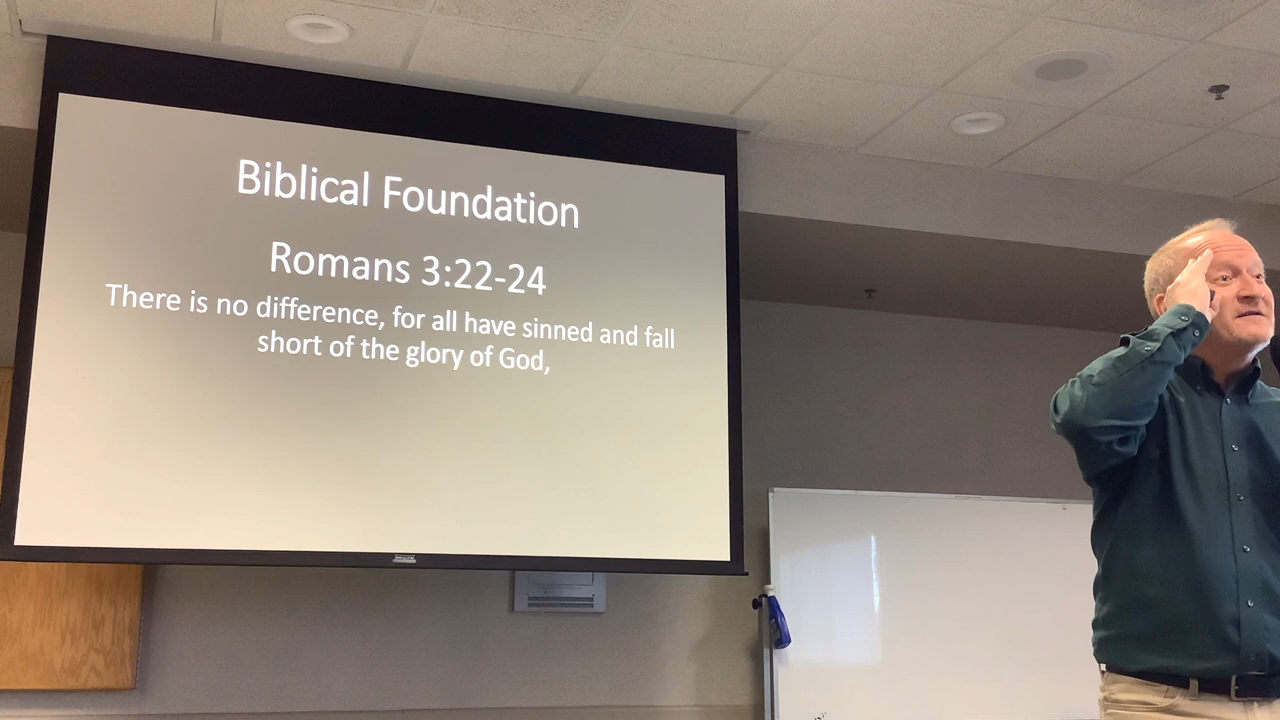 Biblical Foundation
Romans 3:22-24
There is no difference, for all have sinned and fall
short of the glory of God,